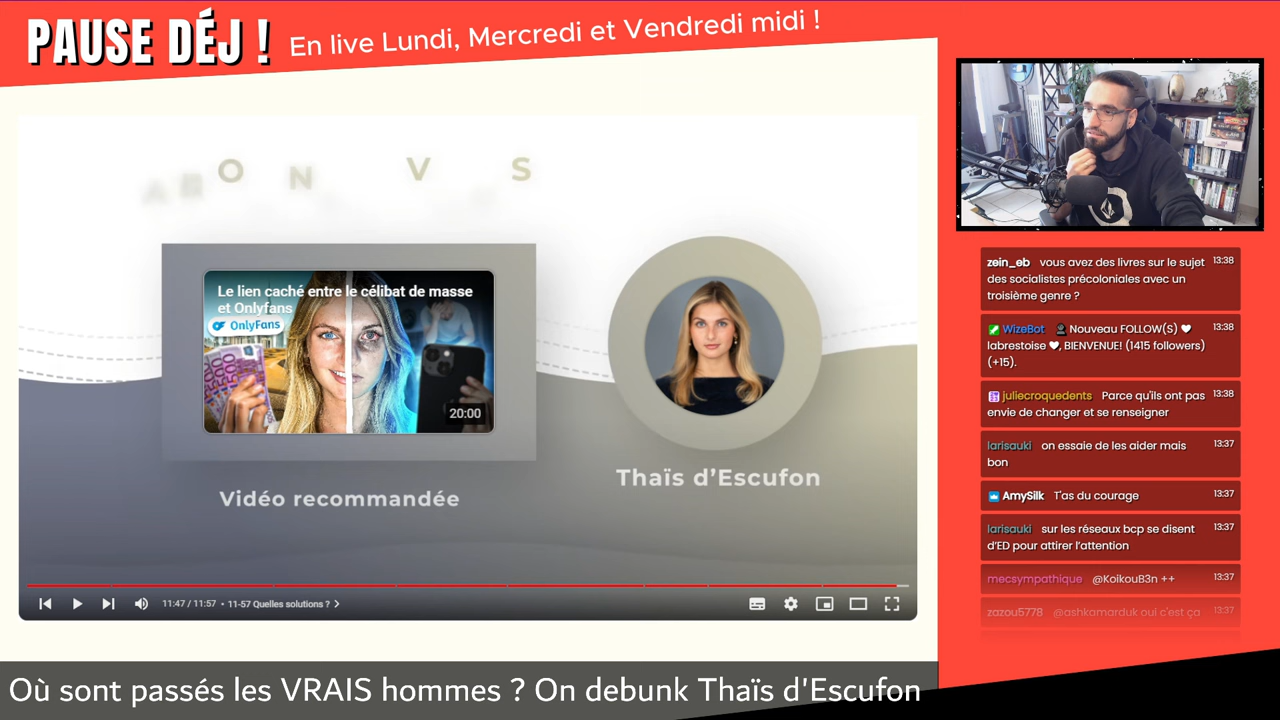 PAUSE DÉJ !
En live Lundi, Mercredi et Vendredi midi !
O N V S
Le lien caché entre le célibat de masse
et Onlyfans
OnlyFans
20:00
Vidéo recommandée
Thaïs d'Escufon
11:47 / 11:57 • 11-57 Quelles solutions ? >
zein_eb vous avez des livres sur le sujet 13:38
des socialistes précoloniales avec un
troisième genre ?
WizeBot Nouveau FOLLOW(S) 13:38
labrestoise, BIENVENUE! (1415 followers)
(+15).
juliecroquedents Parce qu'ils ont pas 13:38
envie de changer et se renseigner
larisauki on essaie de les aider mais 13:37
bon
AmySilk T'as du courage 13:37
larisauki sur les réseaux bcp se disent 13:37
d'ED pour attirer l'attention
mecsympathique @KoikouB3n ++ 13:37
zazou5778 @ashkamarduk oui c'est ça 13:37
Où sont passés les VRAIS hommes ? On debunk Thaïs d'Escufon